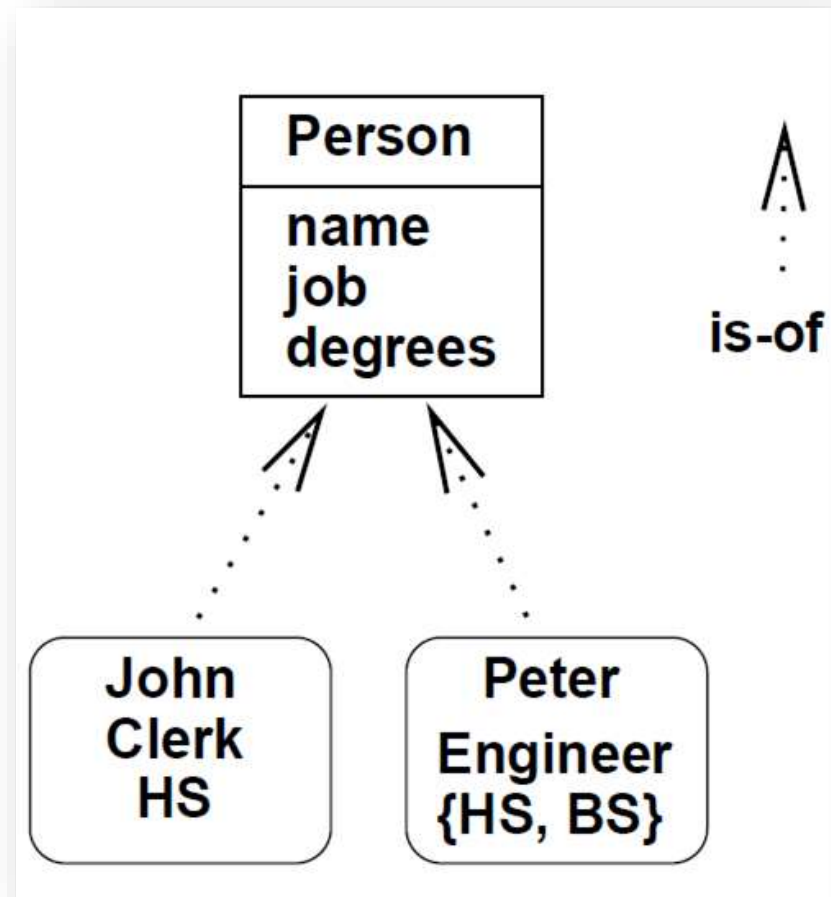 Person
name
job
degrees
is-of
John
Clerk
HS
Peter
Engineer
{HS, BS}